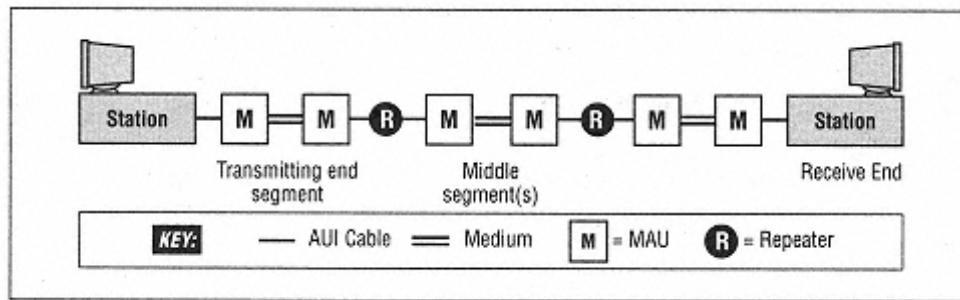 Station M M R M M R M M Station
Transmitting end segment
Middle segment(s)
Receive End
KEY: AUI Cable Medium M = MAU R = Repeater